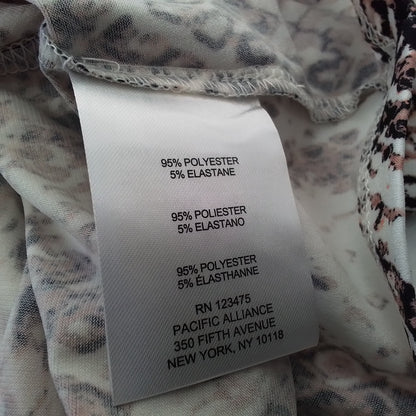 95% POLYESTER
5% ELASTANE
95% POLIESTER
5% ELASTANO
95% POLYESTER
5% ÉLASTHANNE
RN 123475
PACIFIC ALLIANCE
350 FIFTH AVENUE
NEW YORK, NY 10118